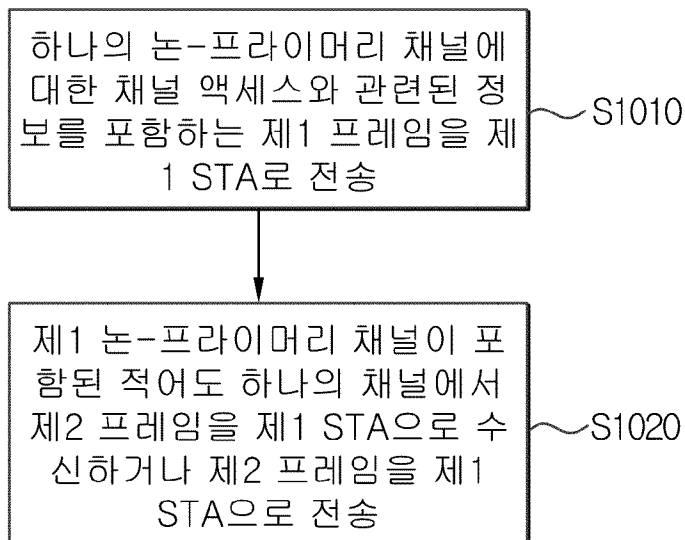 하나의 논-프라이머리 채널에
대한 채널 액세스와 관련된 정
보를 포함하는 제1 프레임을 제
1 STA로 전송
S1010
제1 논-프라이머리 채널이 포
함된 적어도 하나의 채널에서
제2 프레임을 제1 STA으로 수
신하거나 제2 프레임을 제1
STA으로 전송
S1020